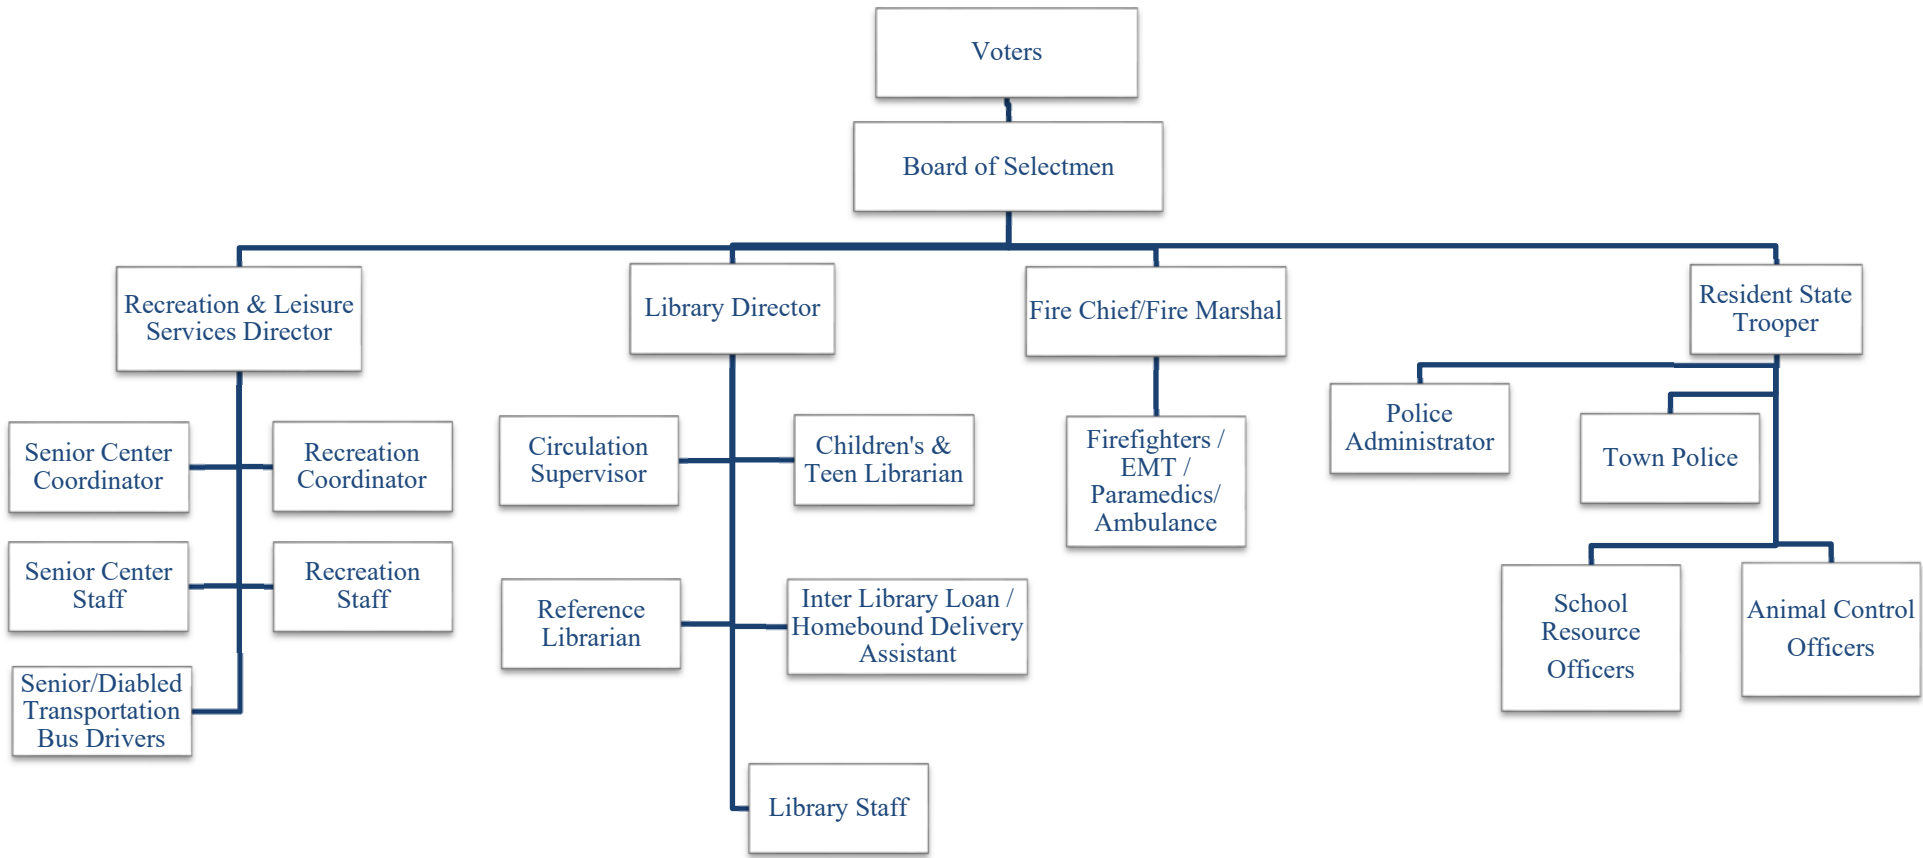 Voters
Board of Selectmen
Recreation & Leisure
Services Director
Library Director
Fire Chief/Fire Marshal
Resident State
Trooper
Senior Center
Coordinator
Recreation
Coordinator
Senior Center
Staff
Recreation
Staff
Senior/Diabled
Transportation
Bus Drivers
Circulation
Supervisor
Children's &
Teen Librarian
Reference
Librarian
Inter Library Loan /
Homebound Delivery
Assistant
Library Staff
Firefighters /
EMT /
Paramedics/
Ambulance
Police
Administrator
Town Police
School
Resource
Officers
Animal Control
Officers